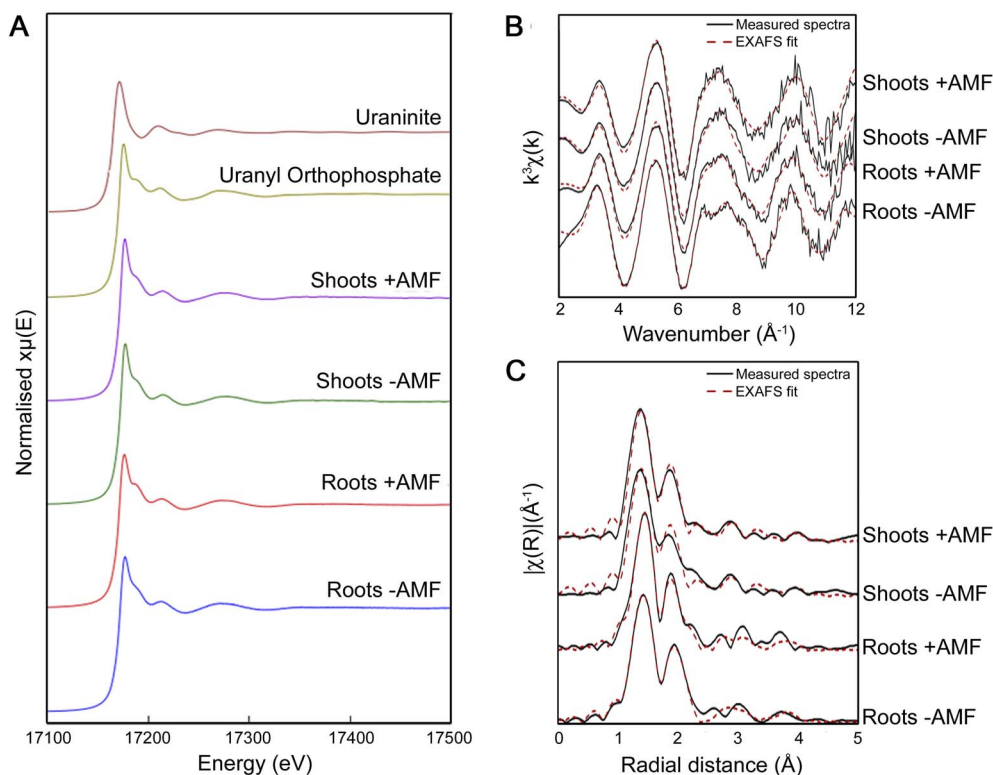 A
Normalised xμ(E)
Uraninite
Uranyl Orthophosphate
Shoots +AMF
Shoots -AMF
Roots +AMF
Roots -AMF
17100 17200 17300 17400 17500
Energy (eV)
B
k³χ(k)
Measured spectra
EXAFS fit
Shoots +AMF
Shoots -AMF
Roots +AMF
Roots -AMF
2 4 6 8 10 12
Wavenumber (Å⁻¹)
C
|χ(R)|(Å⁻¹)
Measured spectra
EXAFS fit
Shoots +AMF
Shoots -AMF
Roots +AMF
Roots -AMF
0 1 2 3 4 5
Radial distance (Å)